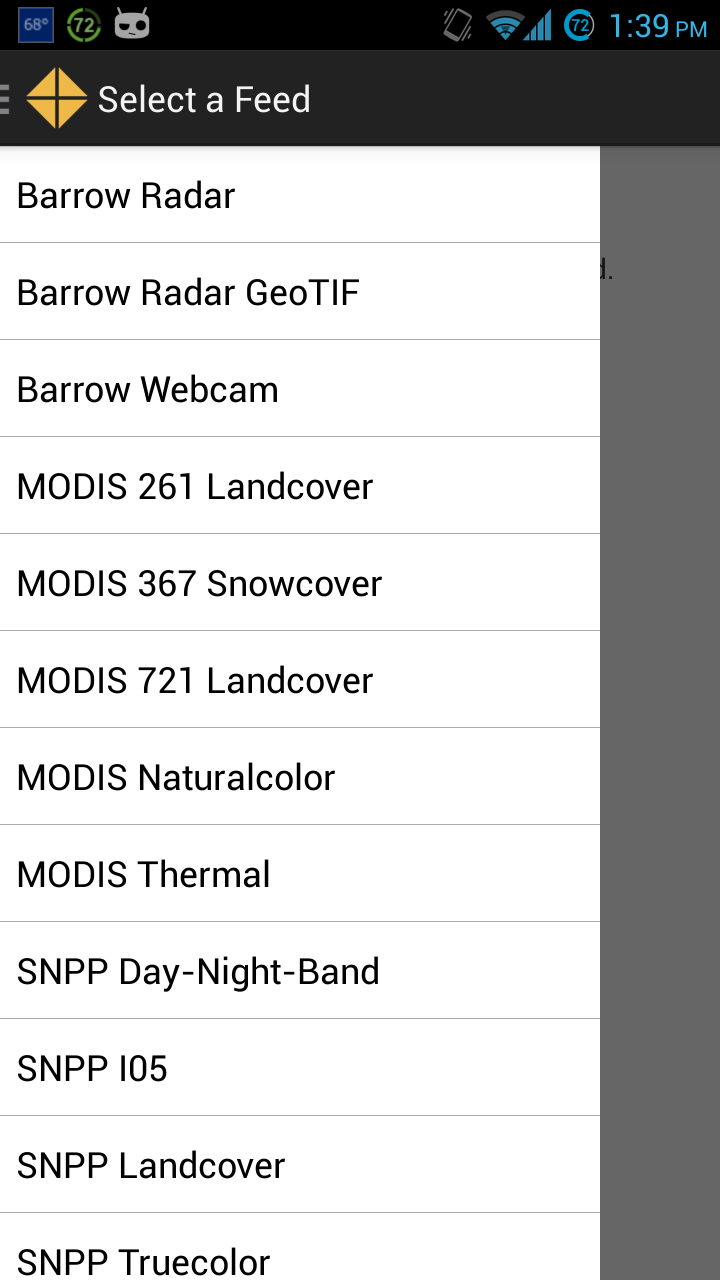 68°
72
72
1:39 PM
Select a Feed
Barrow Radar
d.
Barrow Radar GeoTIF
Barrow Webcam
MODIS 261 Landcover
MODIS 367 Snowcover
MODIS 721 Landcover
MODIS Naturalcolor
MODIS Thermal
SNPP Day-Night-Band
SNPP I05
SNPP Landcover
SNPP Truecolor